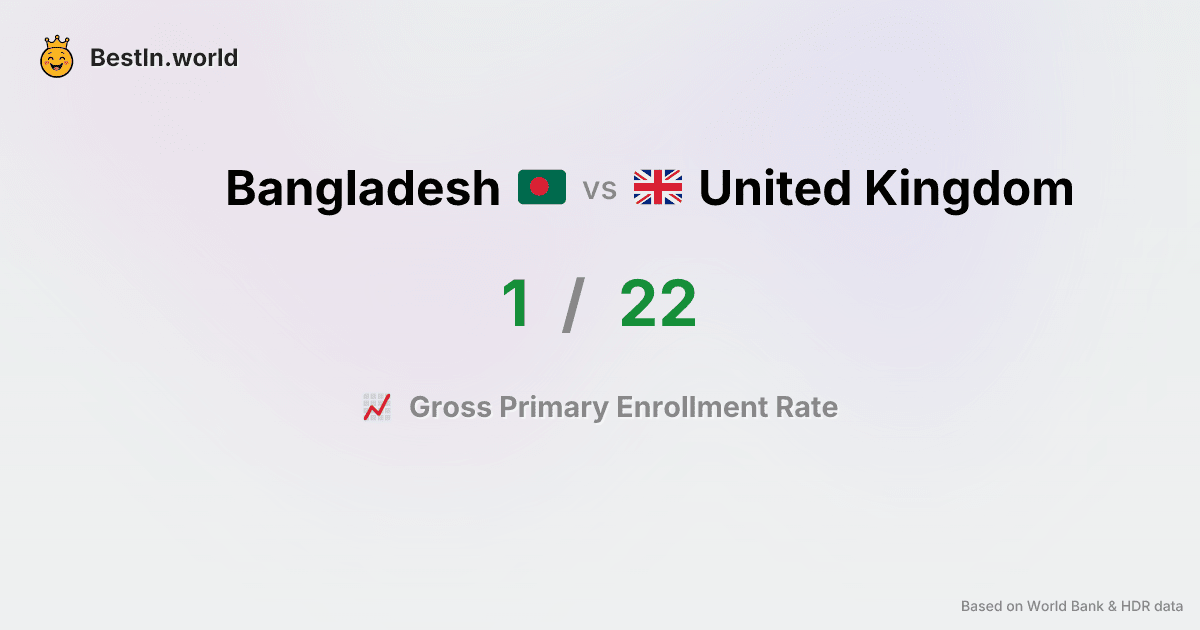 BestIn.world
Bangladesh vs United Kingdom
1 / 22
Gross Primary Enrollment Rate
Based on World Bank & HDR data